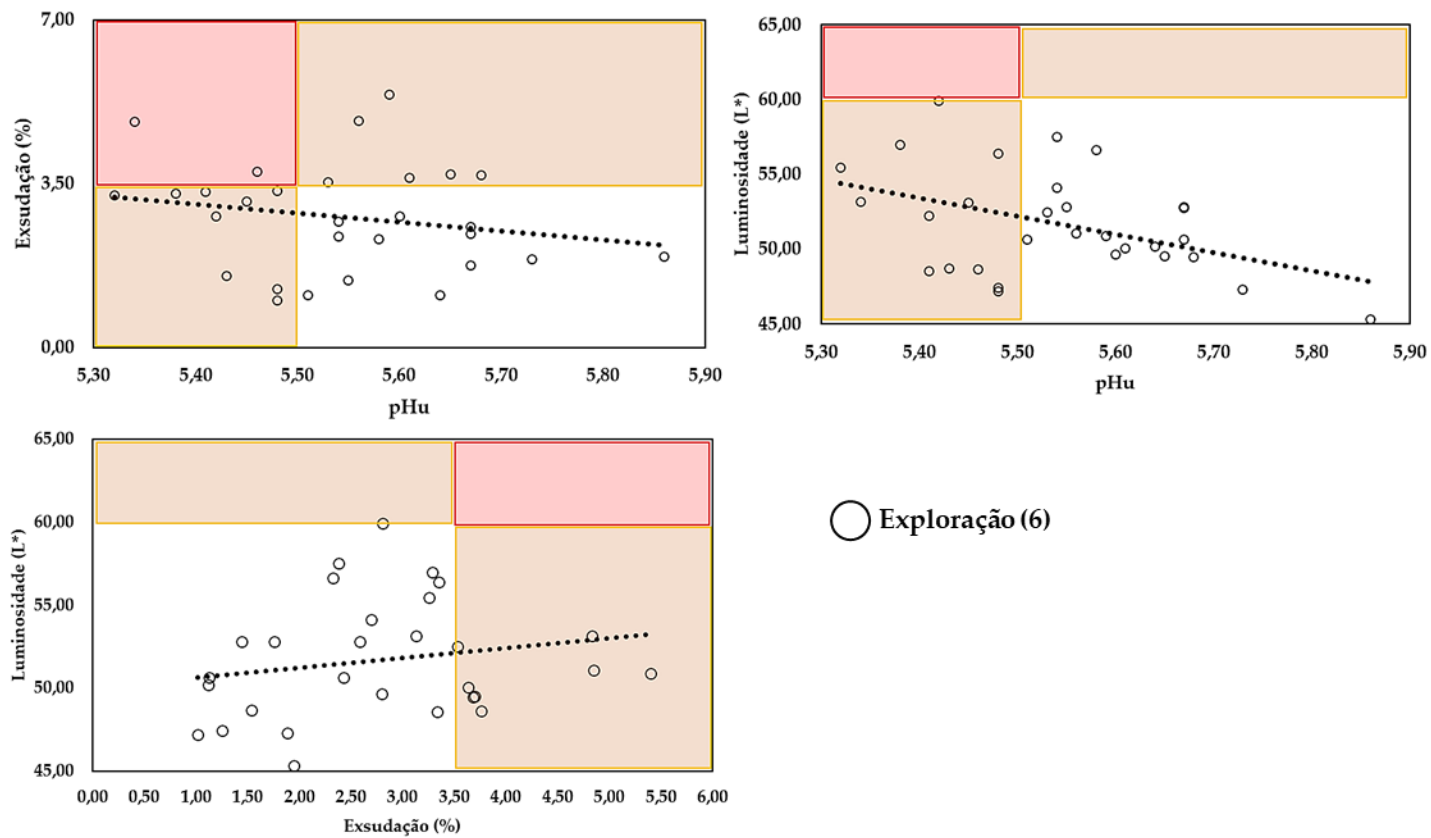 7,00
3,50
0,00
Exsudação (%)
5,30 5,40 5,50 5,60 5,70 5,80 5,90
pHu
65,00
60,00
55,00
50,00
45,00
Luminosidade (L*)
5,30 5,40 5,50 5,60 5,70 5,80 5,90
pHu
65,00
60,00
55,00
50,00
45,00
Luminosidade (L*)
0,00 0,50 1,00 1,50 2,00 2,50 3,00 3,50 4,00 4,50 5,00 5,50 6,00
Exsudação (%)
Exploração (6)